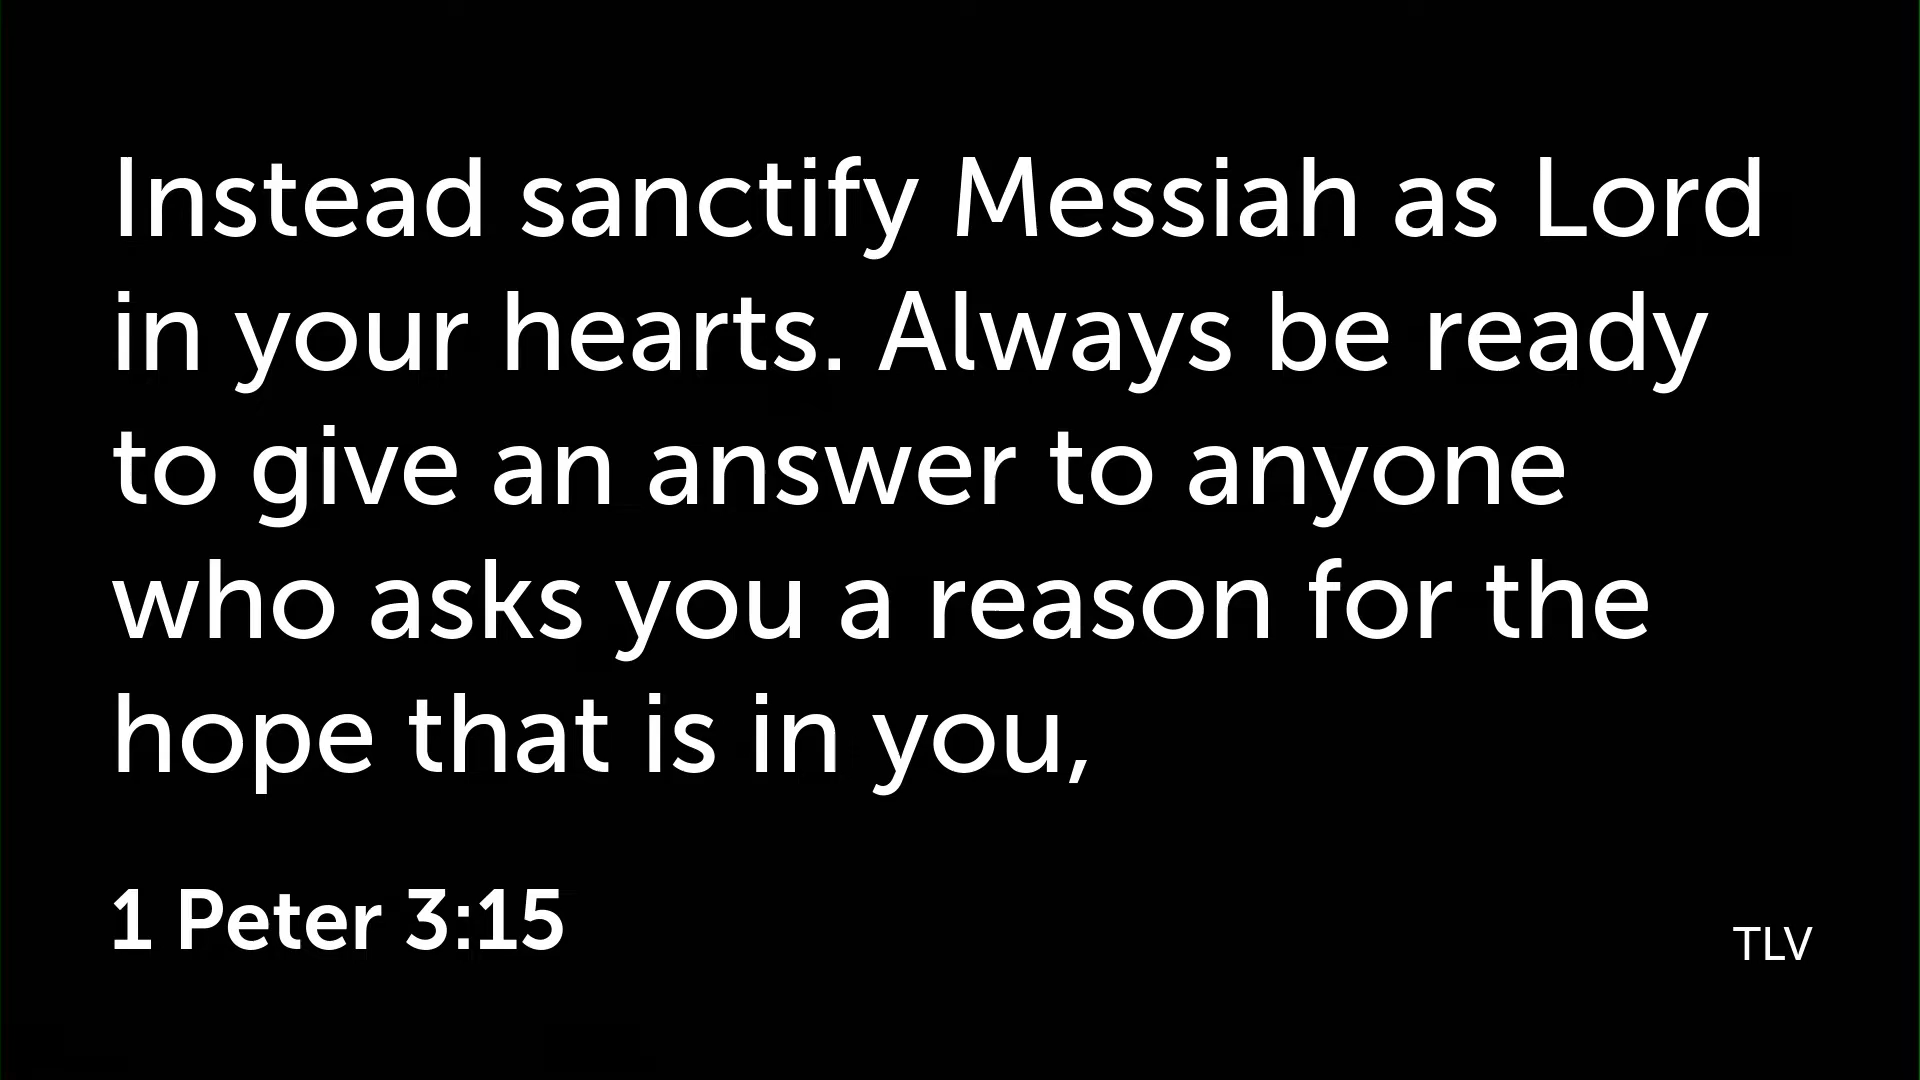 Instead sanctify Messiah as Lord
in your hearts. Always be ready
to give an answer to anyone
who asks you a reason for the
hope that is in you,
1 Peter 3:15
TLV